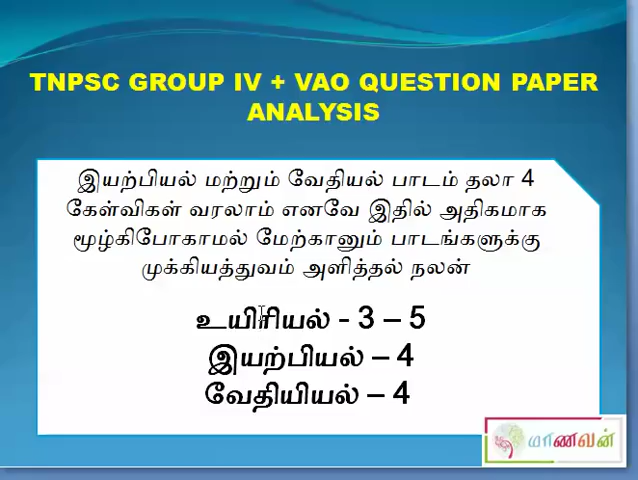 TNPSC GROUP IV + VAO QUESTION PAPER
ANALYSIS
இயற்பியல் மற்றும் வேதியல் பாடம் தலா 4
கேள்விகள் வரலாம் எனவே இதில் அதிகமாக
மூழ்கிபோகாமல் மேற்கானும் பாடங்களுக்கு
முக்கியத்துவம் அளித்தல் நலன்
உயிரியல் - 3 – 5
இயற்பியல் – 4
வேதியியல் – 4
மாணவன்